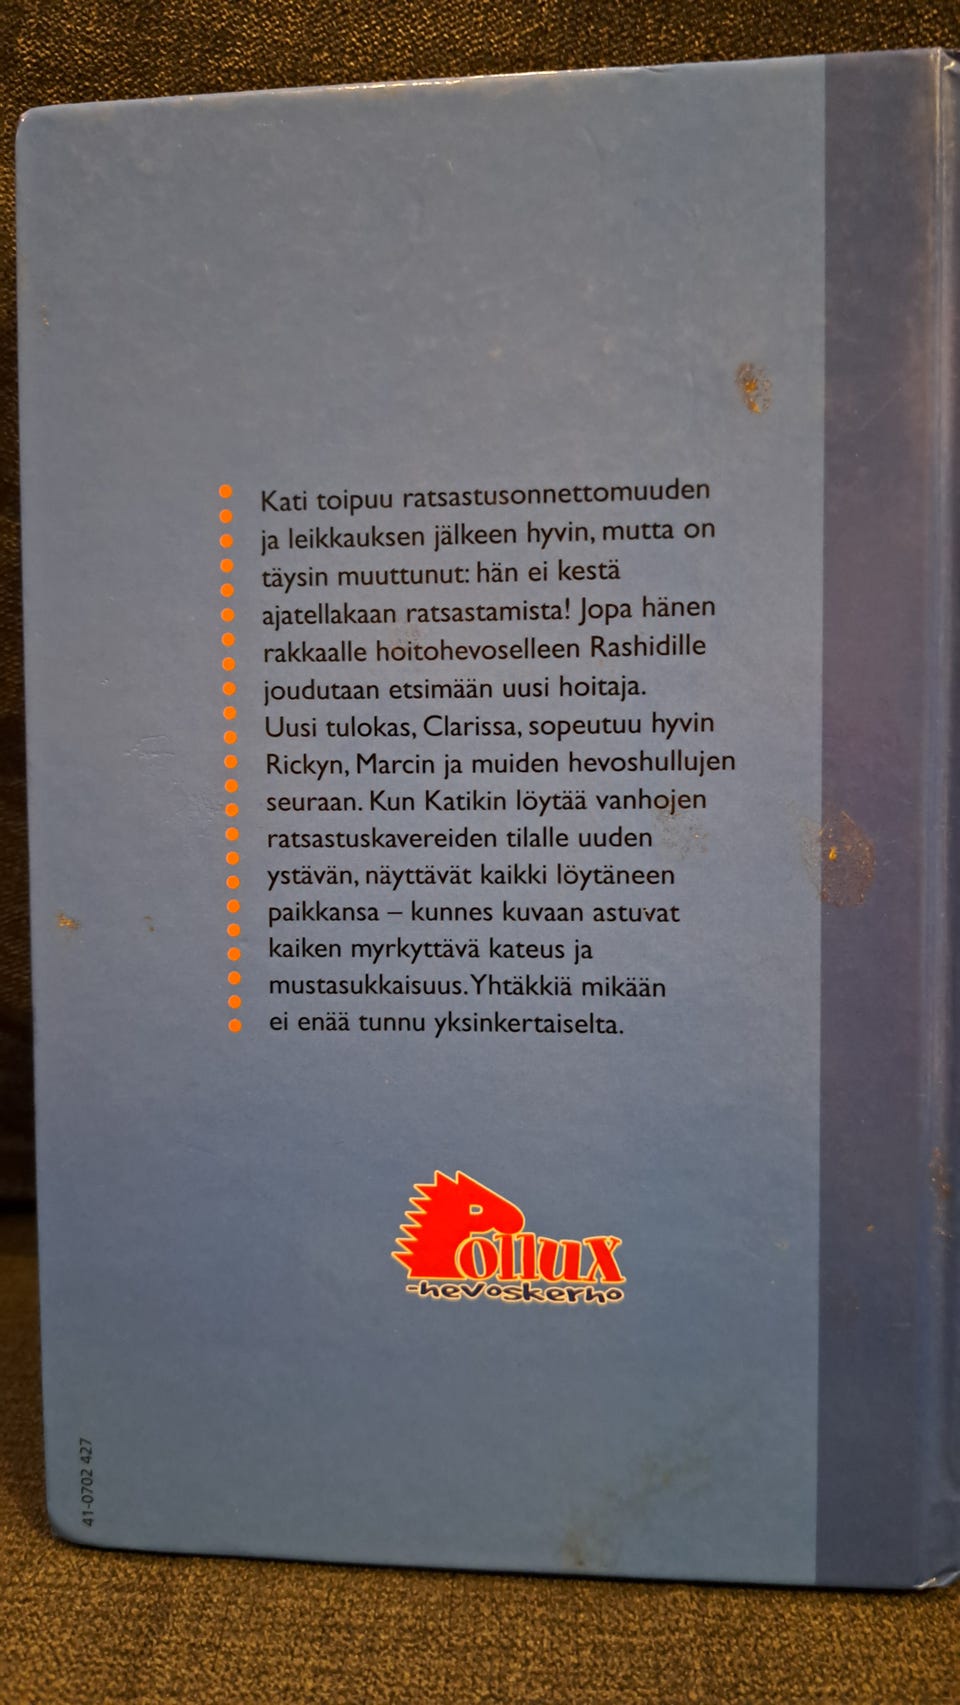 Kati toipuu ratsastusonnettomuuden
ja leikkauksen jälkeen hyvin, mutta on
täysin muuttunut: hän ei kestä
ajatellakaan ratsastamista! Jopa hänen
rakkaalle hoitohevoselleen Rashidille
joudutaan etsimään uusi hoitaja.
Uusi tulokas, Clarissa, sopeutuu hyvin
Rickyn, Marcin ja muiden hevoshullujen
seuraan. Kun Katikin löytää vanhojen
ratsastuskavereiden tilalle uuden
ystävän, näyttävät kaikki löytäneen
paikkansa – kunnes kuvaan astuvat
kaiken myrkyttävä kateus ja
mustasukkaisuus. Yhtäkkiä mikään
ei enää tunnu yksinkertaiselta.
Pollux
-hevoskerho
41-0702 427